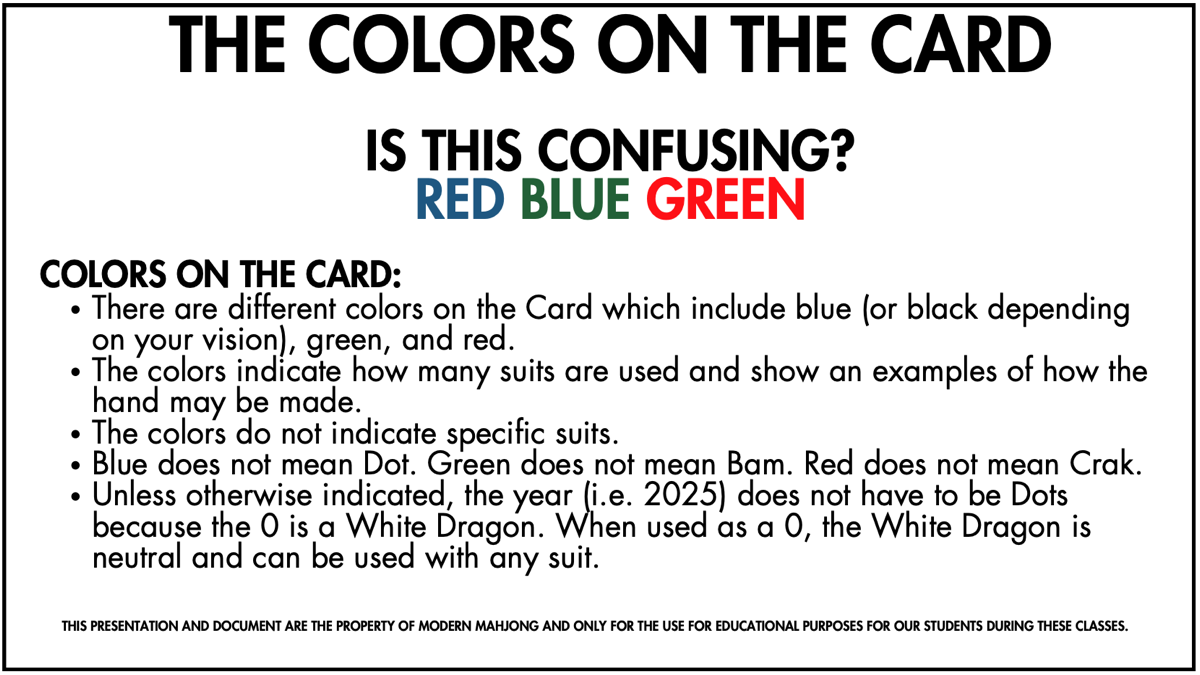 THE COLORS ON THE CARD
IS THIS CONFUSING?
RED BLUE GREEN
COLORS ON THE CARD:
• There are different colors on the Card which include blue (or black depending
on your vision), green, and red.
• The colors indicate how many suits are used and show an examples of how the
hand may be made.
• The colors do not indicate specific suits.
• Blue does not mean Dot. Green does not mean Bam. Red does not mean Crak.
• Unless otherwise indicated, the year (i.e. 2025) does not have to be Dots
because the 0 is a White Dragon. When used as a 0, the White Dragon is
neutral and can be used with any suit.
THIS PRESENTATION AND DOCUMENT ARE THE PROPERTY OF MODERN MAHJONG AND ONLY FOR THE USE FOR EDUCATIONAL PURPOSES FOR OUR STUDENTS DURING THESE CLASSES.